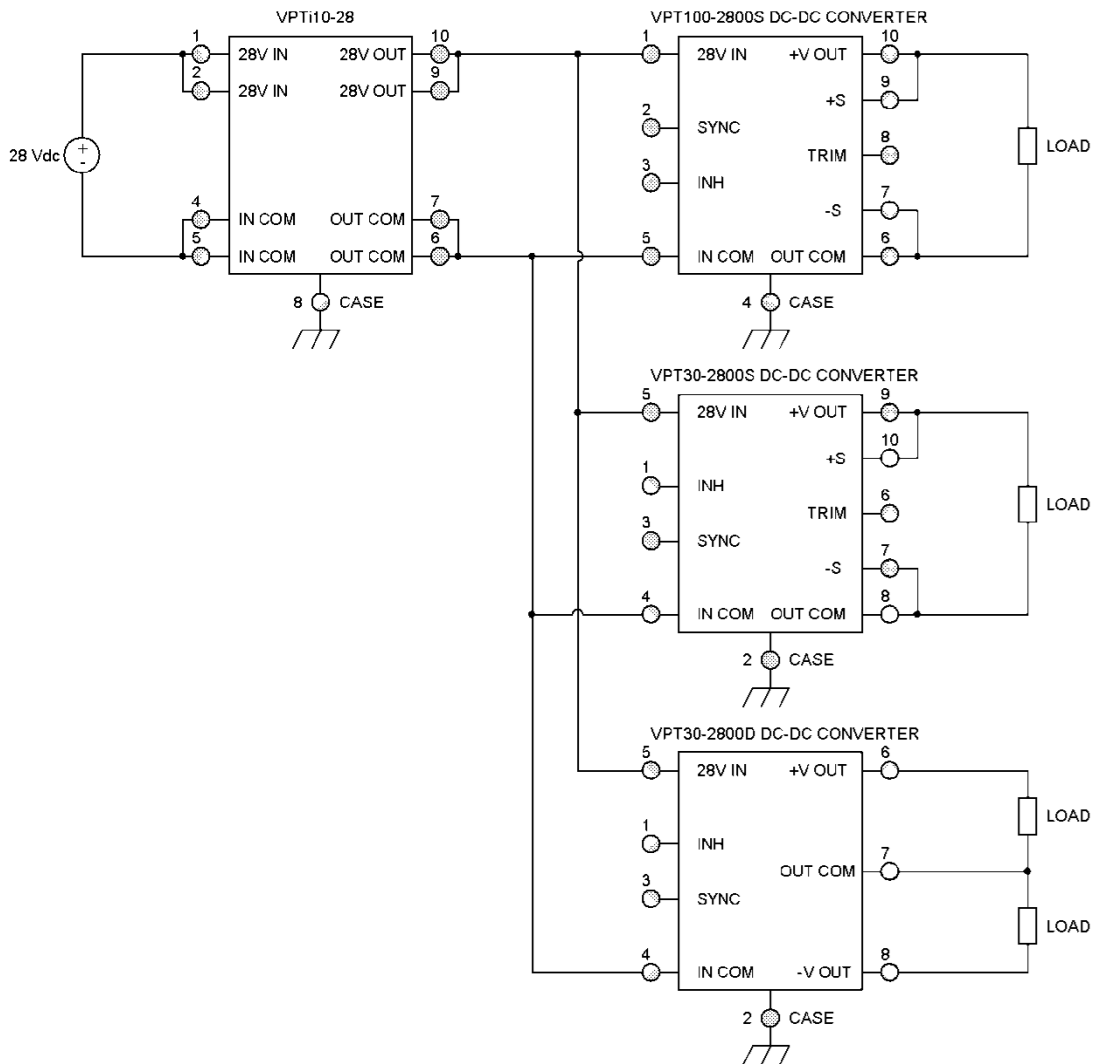 VPTi10-28
1 28V IN 28V OUT 10
2 28V IN 28V OUT 9
28 Vdc
+
-
4 IN COM OUT COM 7
5 IN COM OUT COM 6
8 CASE
VPT100-2800S DC-DC CONVERTER
1 28V IN +V OUT 10
+S 9
2 SYNC
TRIM 8
LOAD
3 INH
-S 7
5 IN COM OUT COM 6
4 CASE
VPT30-2800S DC-DC CONVERTER
5 28V IN +V OUT 9
+S 10
1 INH
TRIM 6
LOAD
3 SYNC
-S 7
4 IN COM OUT COM 8
2 CASE
VPT30-2800D DC-DC CONVERTER
5 28V IN +V OUT 6
LOAD
1 INH
OUT COM 7
3 SYNC
LOAD
4 IN COM -V OUT 8
2 CASE